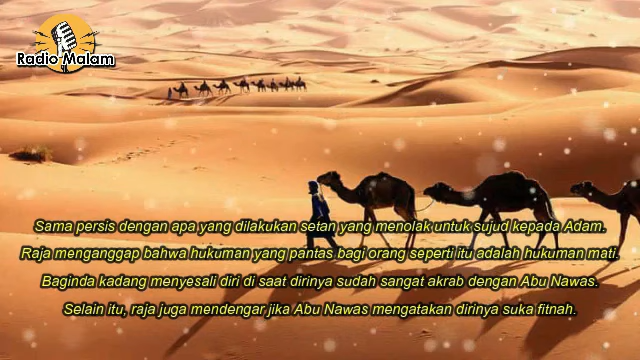 Radio Malam
Sama persis dengan apa yang dilakukan setan yang menolak untuk sujud kepada Adam.
Raja menganggap bahwa hukuman yang pantas bagi orang seperti itu adalah hukuman mati.
Baginda kadang menyesali diri di saat dirinya sudah sangat akrab dengan Abu Nawas.
Selain itu, raja juga mendengar jika Abu Nawas mengatakan dirinya suka fitnah.